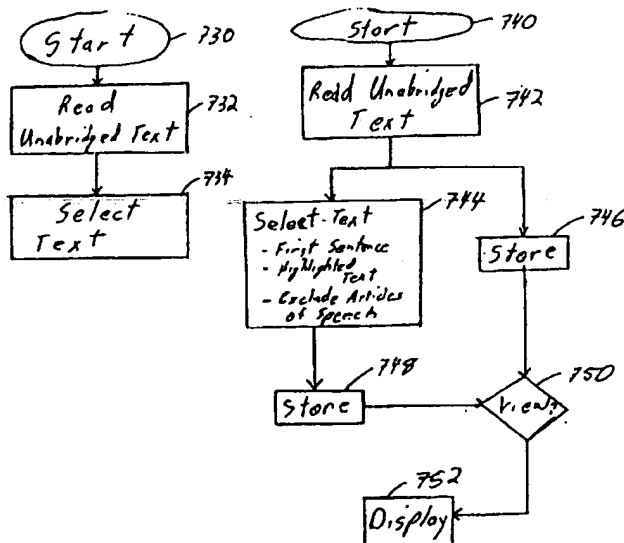 Start
730
Read
Unabridged Text
732
734
Select
Text
Start
740
Read Unabridged
Text
742
744
Select-Text
- First Sentence
- Highlighted
Text
- Exclude Articles
of Speech
746
Store
748
Store
750
View?
752
Display